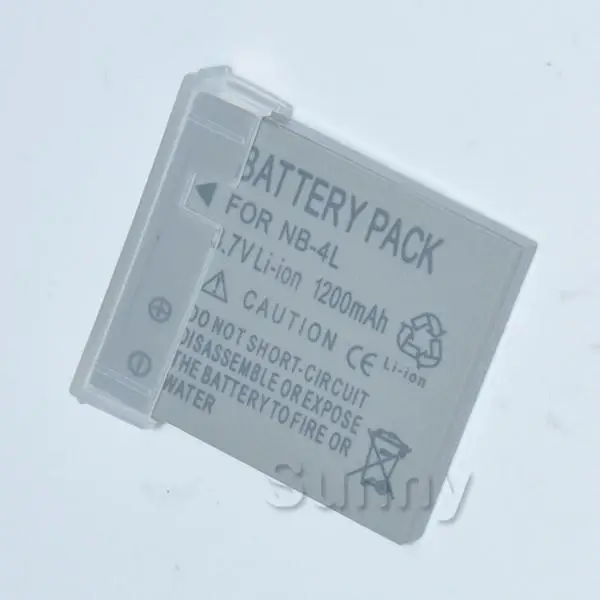 BATTERY PACK
FOR NB-4L
.7V Li-ion 1200mAh
CAUTION CE
Li-ion
DO NOT SHORT-CIRCUIT
DISASSEMBLE OR EXPOSE
THE BATTERY TO FIRE OR
WATER
sunny